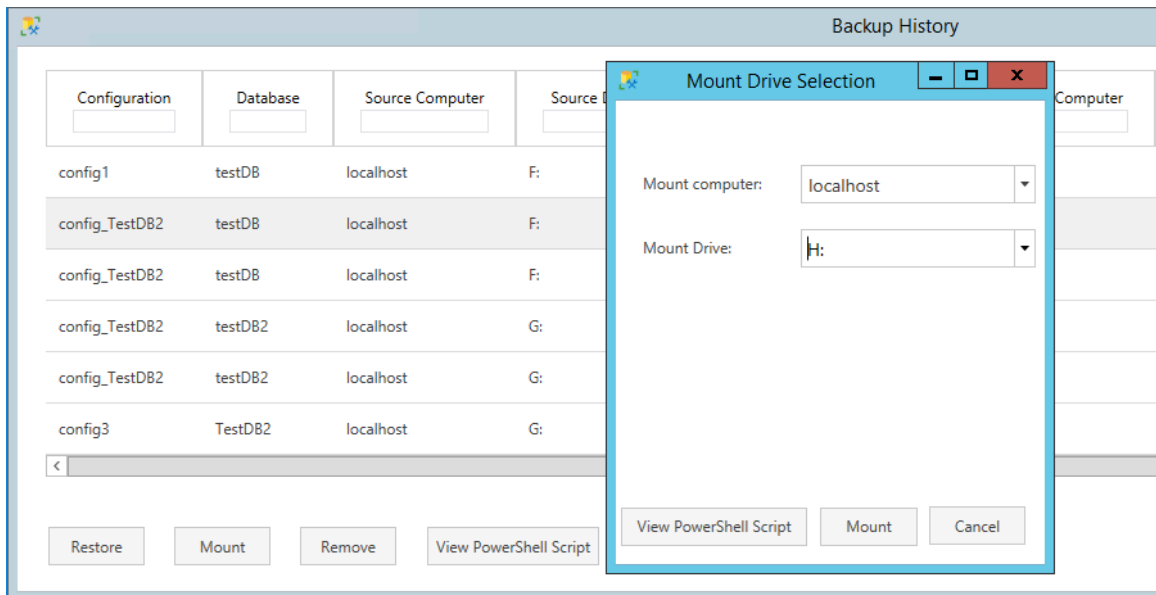 Backup History
Configuration Database Source Computer Source Computer
config1 testDB localhost F:
config_TestDB2 testDB localhost F:
config_TestDB2 testDB localhost F:
config_TestDB2 testDB2 localhost G:
config_TestDB2 testDB2 localhost G:
config3 TestDB2 localhost G:
Restore Mount Remove View PowerShell Script
Mount Drive Selection
Mount computer: localhost
Mount Drive: H:
View PowerShell Script Mount Cancel